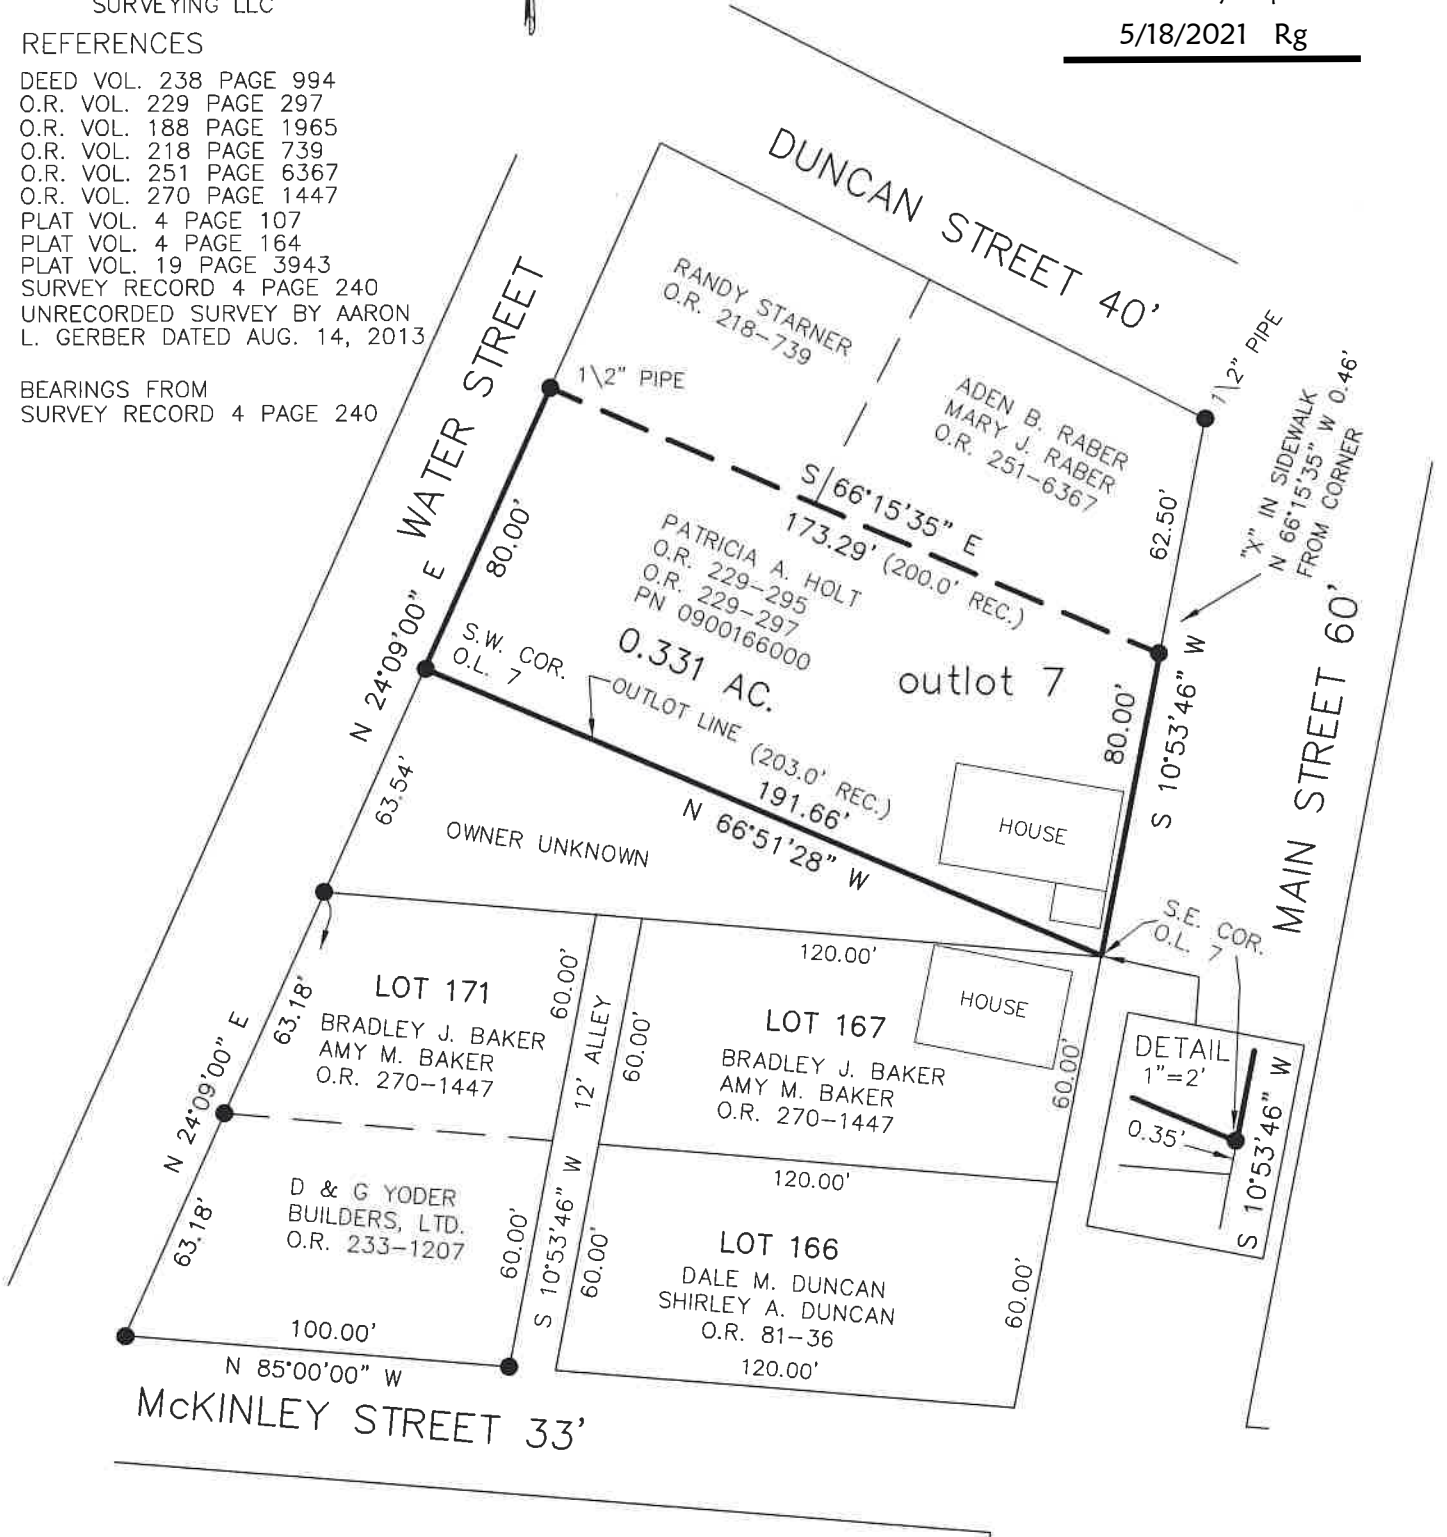 SURVEYING LLC
REFERENCES
DEED VOL. 238 PAGE 994
O.R. VOL. 229 PAGE 297
O.R. VOL. 188 PAGE 1965
O.R. VOL. 218 PAGE 739
O.R. VOL. 251 PAGE 6367
O.R. VOL. 270 PAGE 1447
PLAT VOL. 4 PAGE 107
PLAT VOL. 4 PAGE 164
PLAT VOL. 19 PAGE 3943
SURVEY RECORD 4 PAGE 240
UNRECORDED SURVEY BY AARON
L. GERBER DATED AUG. 14, 2013
BEARINGS FROM
SURVEY RECORD 4 PAGE 240
5/18/2021 Rg
DUNCAN STREET 40'
RANDY STARNER
O.R. 218-739
ADEN B. RABER
MARY J. RABER
O.R. 251-6367
1\2" PIPE
1\2" PIPE
"X" IN SIDEWALK
N 66°15'35" W 0.46'
FROM CORNER
62.50'
WATER STREET
N 24°09'00" E
80.00'
S 66°15'35" E
173.29' (200.0' REC.)
PATRICIA A. HOLT
O.R. 229-295
O.R. 229-297
PN 0900166000
0.331 AC.
outlot 7
S.W. COR.
O.L. 7
OUTLOT LINE (203.0' REC.)
191.66'
N 66°51'28" W
80.00'
S 10°53'46" W
MAIN STREET 60'
HOUSE
63.54'
OWNER UNKNOWN
S.E. COR.
O.L. 7
120.00'
HOUSE
LOT 171
BRADLEY J. BAKER
AMY M. BAKER
O.R. 270-1447
63.18'
N 24°09'00" E
60.00'
12' ALLEY
60.00'
LOT 167
BRADLEY J. BAKER
AMY M. BAKER
O.R. 270-1447
60.00'
DETAIL
1"=2'
0.35'
S 10°53'46" W
120.00'
D & G YODER
BUILDERS, LTD.
O.R. 233-1207
63.18'
60.00'
S 10°53'46" W
60.00'
LOT 166
DALE M. DUNCAN
SHIRLEY A. DUNCAN
O.R. 81-36
60.00'
120.00'
100.00'
N 85°00'00" W
McKINLEY STREET 33'